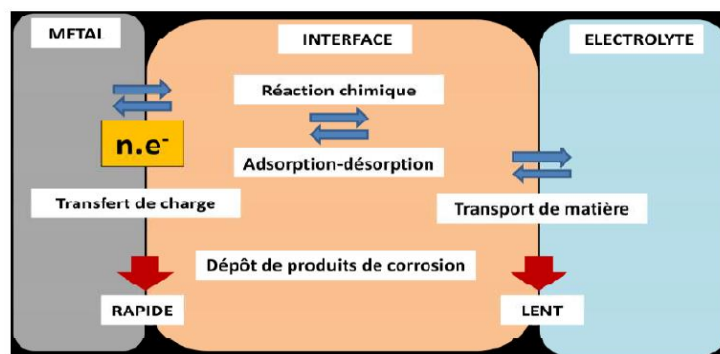 METAL
INTERFACE
ELECTROLYTE
Réaction chimique
n.e-
Adsorption-désorption
Transfert de charge
Transport de matière
Dépôt de produits de corrosion
RAPIDE
LENT